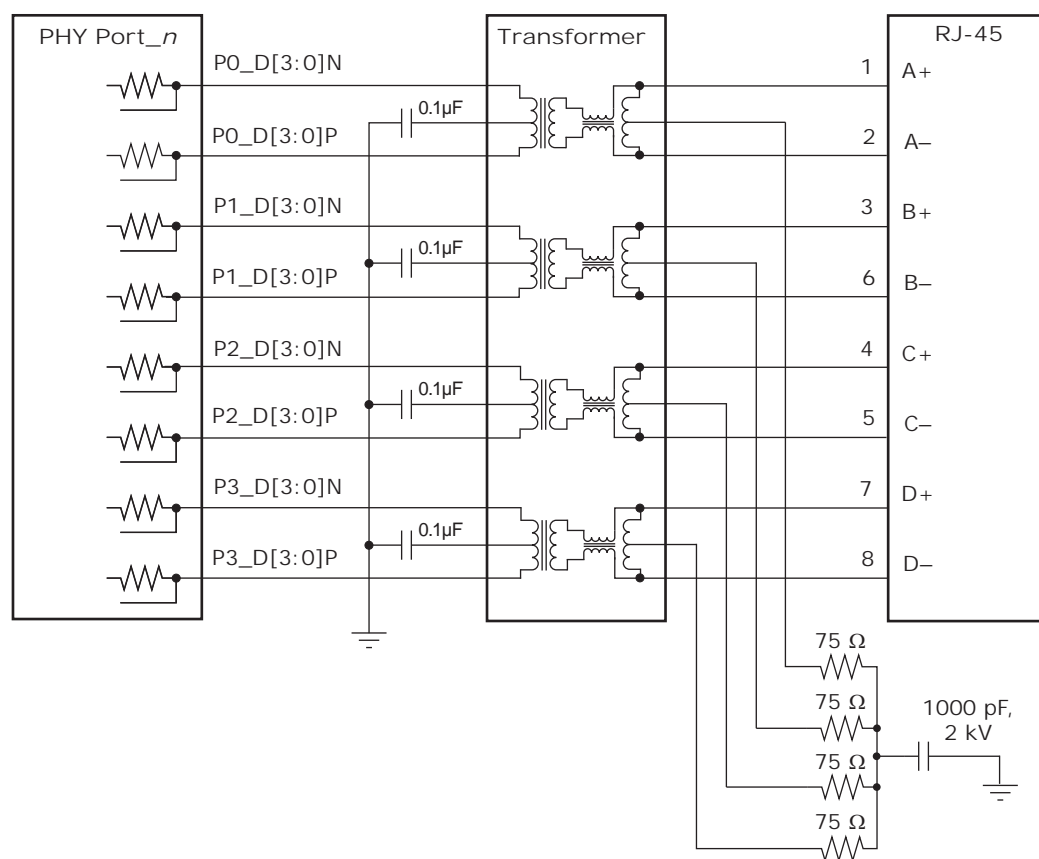 PHY Port_n
Transformer
RJ-45
P0_D[3:0]N
0.1µF
P0_D[3:0]P
1
A+
2
A–
P1_D[3:0]N
0.1µF
P1_D[3:0]P
3
B+
6
B–
P2_D[3:0]N
0.1µF
P2_D[3:0]P
4
C+
5
C–
P3_D[3:0]N
0.1µF
P3_D[3:0]P
7
D+
8
D–
75 Ω
75 Ω
75 Ω
75 Ω
1000 pF,
2 kV